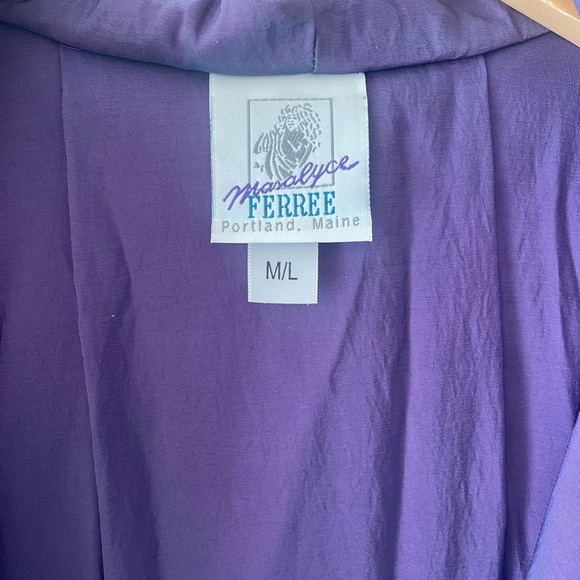 Maralyce
FERREE
Portland, Maine
M/L